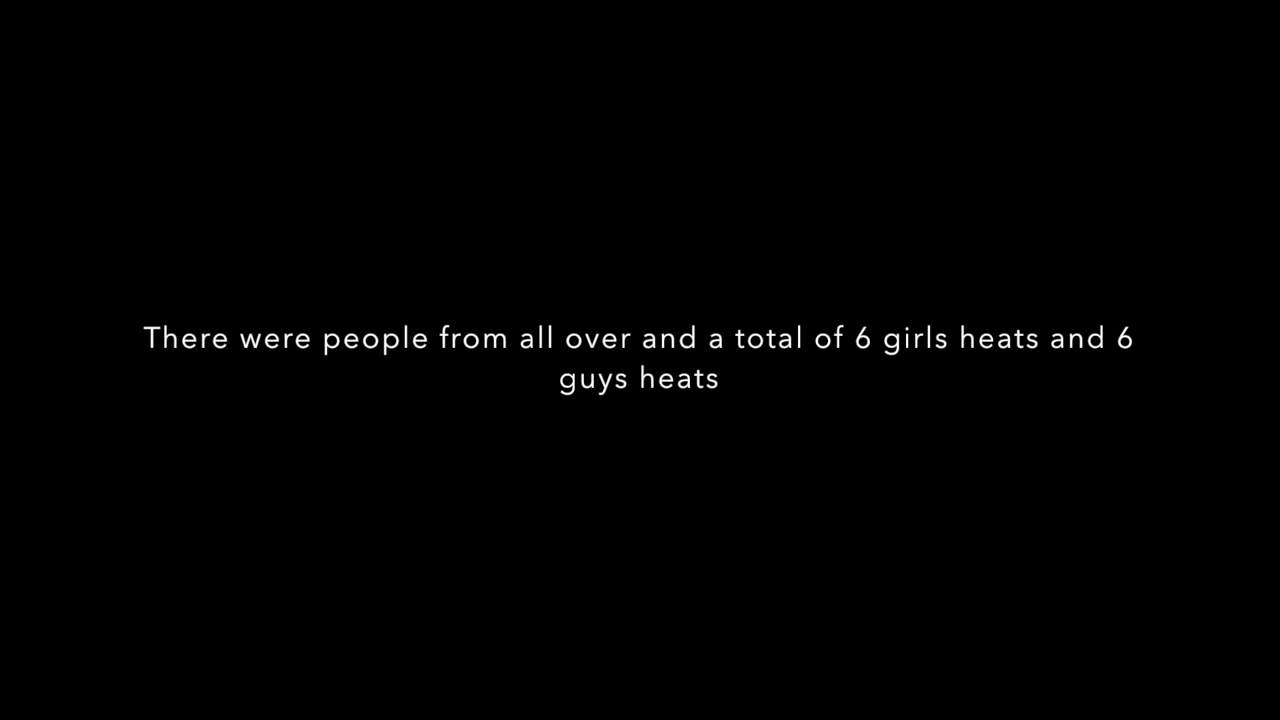 There were people from all over and a total of 6 girls heats and 6
guys heats